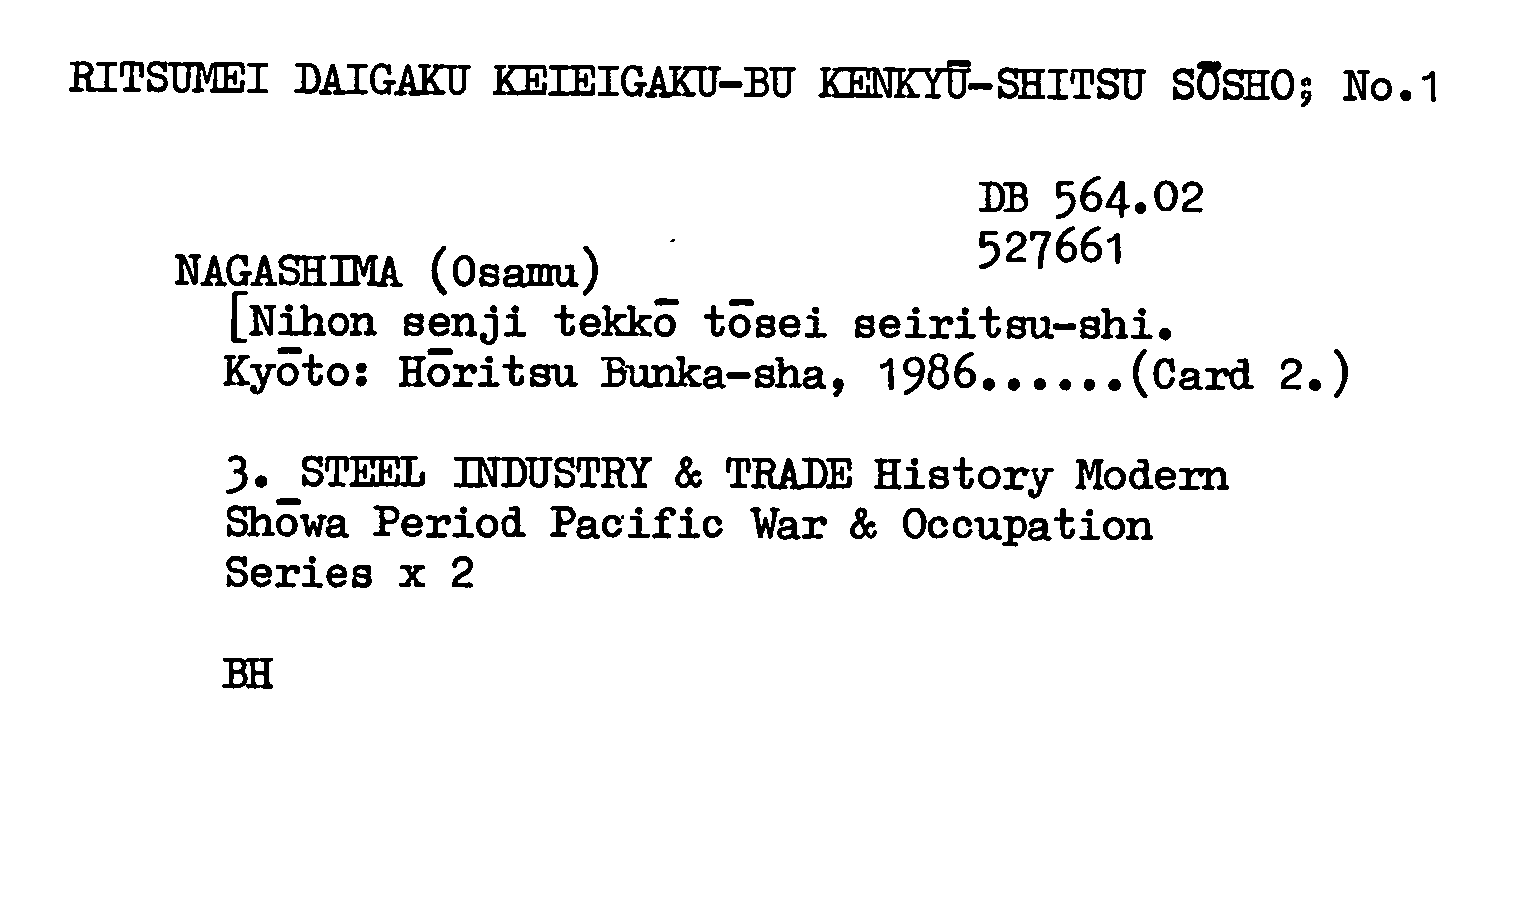 RITSUMEI DAIGAKU KEIEIGAKU-BU KENKYŪ-SHITSU SŌSHO; No.1
DB 564.02
527661
NAGASHIMA (Osamu)
[Nihon senji tekkō tōsei seiritsu-shi.
Kyōto: Hōritsu Bunka-sha, 1986......(Card 2.)
3. STEEL INDUSTRY & TRADE History Modern
Shōwa Period Pacific War & Occupation
Series x 2
BH